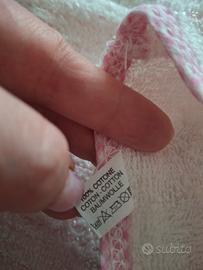 100% COTONE
COTON - COTTON
BAUMWOLLE
subito